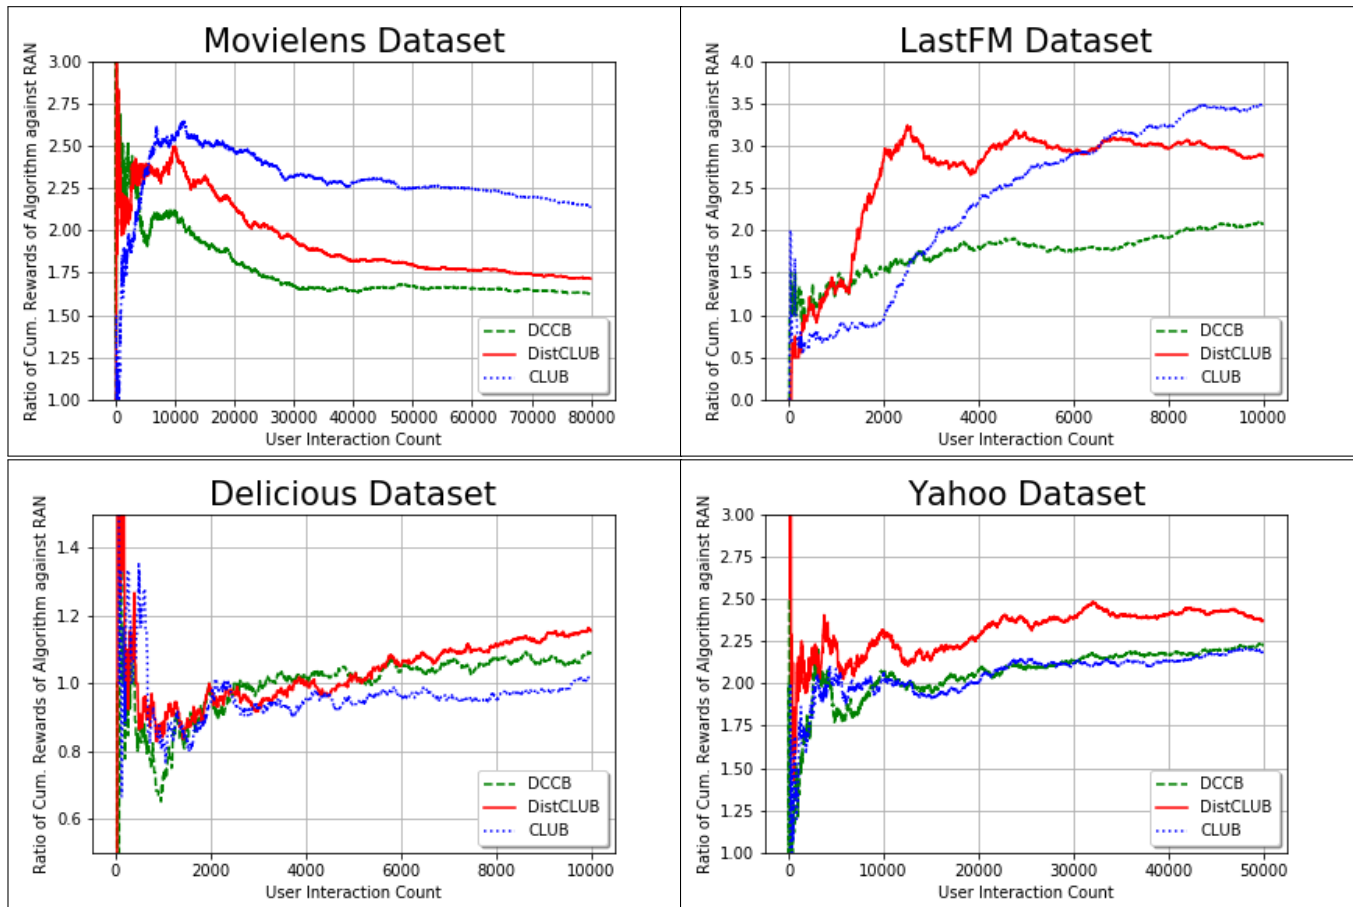 Movielens Dataset
Ratio of Cum. Rewards of Algorithm against RAN
3.00
2.75
2.50
2.25
2.00
1.75
1.50
1.25
1.00
DCCB
DistCLUB
CLUB
0 10000 20000 30000 40000 50000 60000 70000 80000
User Interaction Count
LastFM Dataset
Ratio of Cum. Rewards of Algorithm against RAN
4.0
3.5
3.0
2.5
2.0
1.5
1.0
0.5
0.0
DCCB
DistCLUB
CLUB
0 2000 4000 6000 8000 10000
User Interaction Count
Delicious Dataset
Ratio of Cum. Rewards of Algorithm against RAN
1.4
1.2
1.0
0.8
0.6
DCCB
DistCLUB
CLUB
0 2000 4000 6000 8000 10000
User Interaction Count
Yahoo Dataset
Ratio of Cum. Rewards of Algorithm against RAN
3.00
2.75
2.50
2.25
2.00
1.75
1.50
1.25
1.00
DCCB
DistCLUB
CLUB
0 10000 20000 30000 40000 50000
User Interaction Count